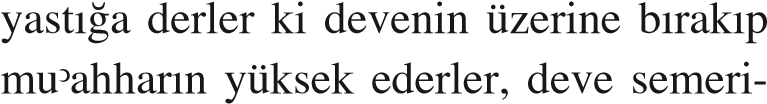 yastığa derler ki devenin üzerine bırakıp
muʾahharın yüksek ederler, deve semeri-